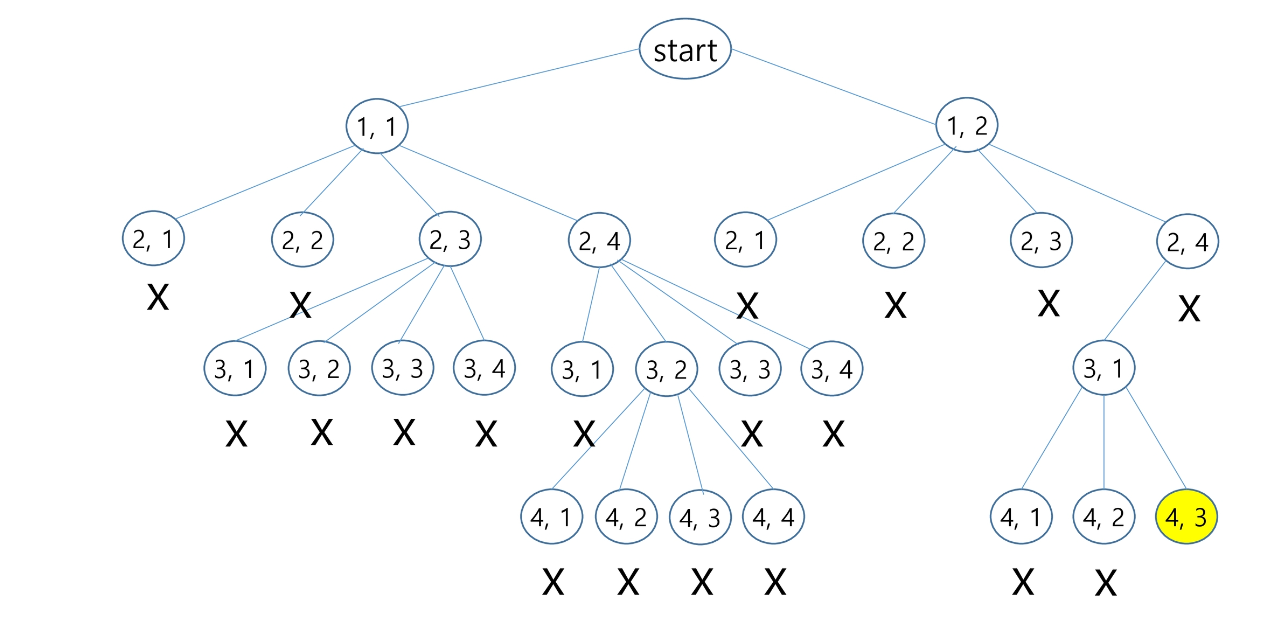 start
1, 1 1, 2
2, 1 2, 2 2, 3 2, 4 2, 1 2, 2 2, 3 2, 4
X X X X X X
3, 1 3, 2 3, 3 3, 4 3, 1 3, 2 3, 3 3, 4 3, 1
X X X X X X X
4, 1 4, 2 4, 3 4, 4 4, 1 4, 2 4, 3
X X X X X X